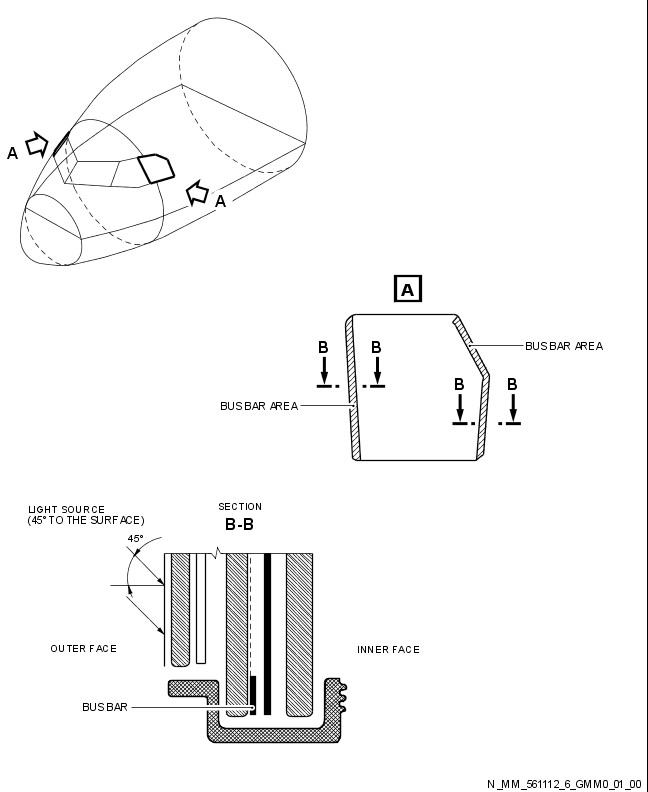 A
A
A
B
B
BUSBAR AREA
B
B
BUSBAR AREA
SECTION
B-B
LIGHT SOURCE
(45° TO THE SURFACE)
45°
OUTER FACE
INNER FACE
BUSBAR
N_MM_561112_6_GMM0_01_00